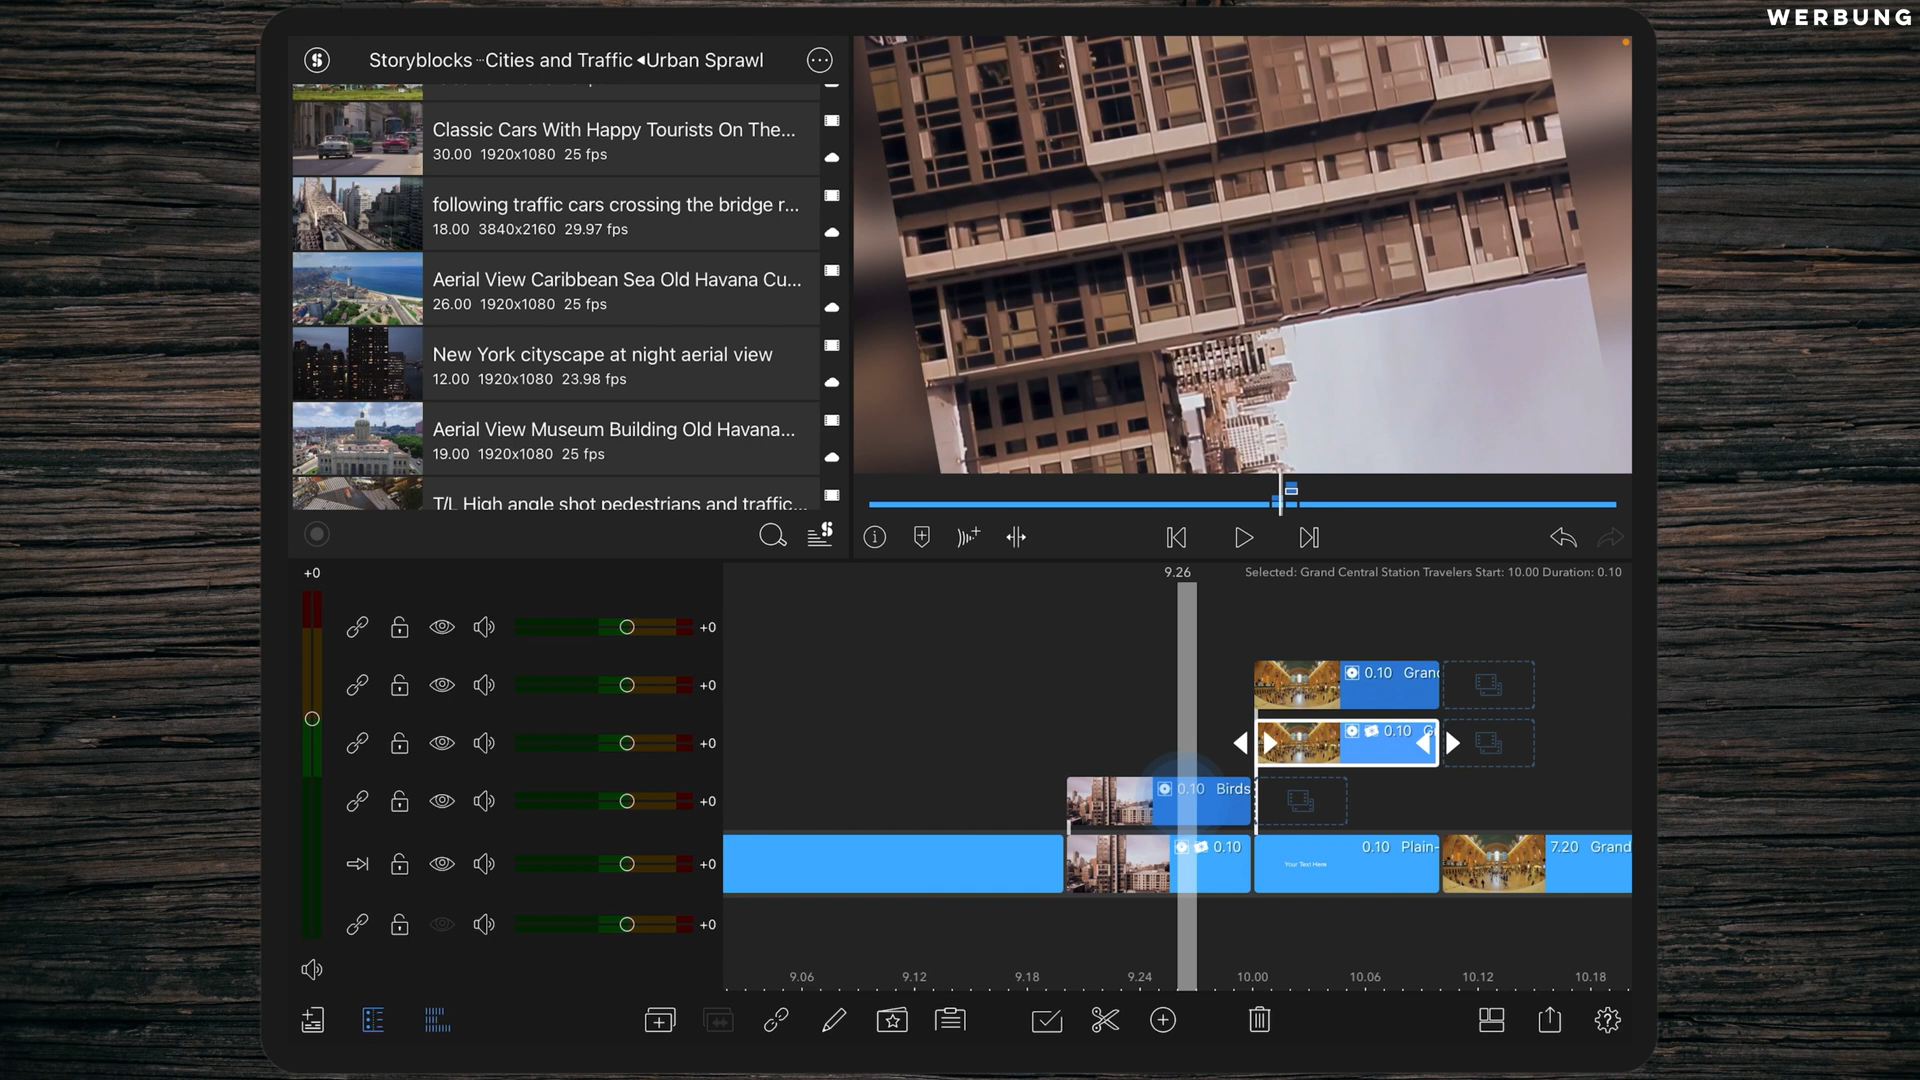 WERBUNG
Storyblocks ··· Cities and Traffic ◂Urban Sprawl
Classic Cars With Happy Tourists On The...
30.00 1920x1080 25 fps
following traffic cars crossing the bridge r...
18.00 3840x2160 29.97 fps
Aerial View Caribbean Sea Old Havana Cu...
26.00 1920x1080 25 fps
New York cityscape at night aerial view
12.00 1920x1080 23.98 fps
Aerial View Museum Building Old Havana...
19.00 1920x1080 25 fps
T/L High angle shot pedestrians and traffic...
+0
9.26
Selected: Grand Central Station Travelers Start: 10.00 Duration: 0.10
+0
+0
0.10 Grand
+0
0.10 G
+0
0.10 Birds
+0
0.10
Your Text Here
0.10 Plain-
7.20 Grand
+0
9.06 9.12 9.18 9.24 10.00 10.06 10.12 10.18